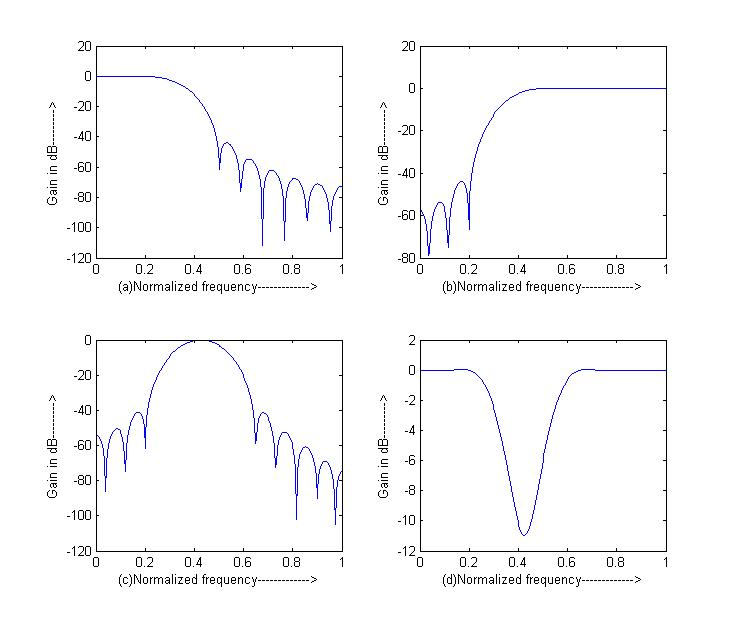 20
0
-20
-40
-60
-80
-100
-120
0 0.2 0.4 0.6 0.8 1
Gain in dB--------->
(a)Normalized frequency------------->
20
0
-20
-40
-60
-80
0 0.2 0.4 0.6 0.8 1
Gain in dB--------->
(b)Normalized frequency------------->
0
-20
-40
-60
-80
-100
-120
0 0.2 0.4 0.6 0.8 1
Gain in dB--------->
(c)Normalized frequency------------->
2
0
-2
-4
-6
-8
-10
-12
0 0.2 0.4 0.6 0.8 1
Gain in dB--------->
(d)Normalized frequency------------->